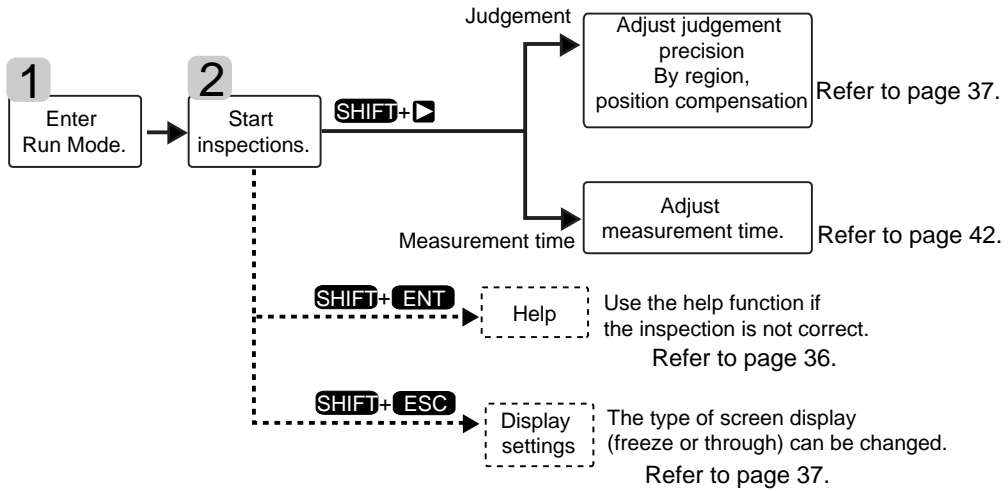 Judgement
Adjust judgement
precision
By region,
position compensation
Refer to page 37.
1
Enter
Run Mode.
2
Start
inspections.
SHIFT+
Measurement time
Adjust
measurement time.
Refer to page 42.
SHIFT+ ENT
Help
Use the help function if
the inspection is not correct.
Refer to page 36.
SHIFT+ ESC
Display
settings
The type of screen display
(freeze or through) can be changed.
Refer to page 37.